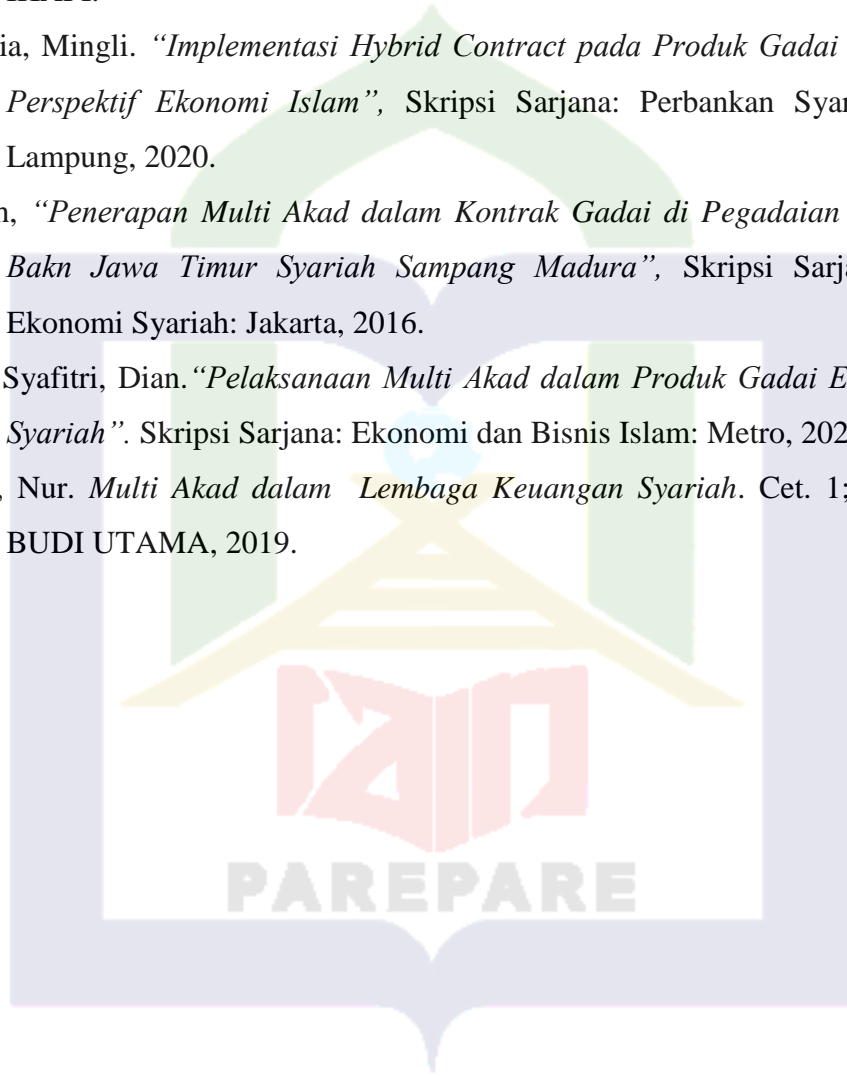 ia, Mingli. “Implementasi Hybrid Contract pada Produk Gadai
Perspektif Ekonomi Islam”, Skripsi Sarjana: Perbankan Syar
Lampung, 2020.
n, “Penerapan Multi Akad dalam Kontrak Gadai di Pegadaian
Bakn Jawa Timur Syariah Sampang Madura”, Skripsi Sarja
Ekonomi Syariah: Jakarta, 2016.
Syafitri, Dian.“Pelaksanaan Multi Akad dalam Produk Gadai E
Syariah”. Skripsi Sarjana: Ekonomi dan Bisnis Islam: Metro, 202
, Nur. Multi Akad dalam Lembaga Keuangan Syariah. Cet. 1;
BUDI UTAMA, 2019.
PAREPARE